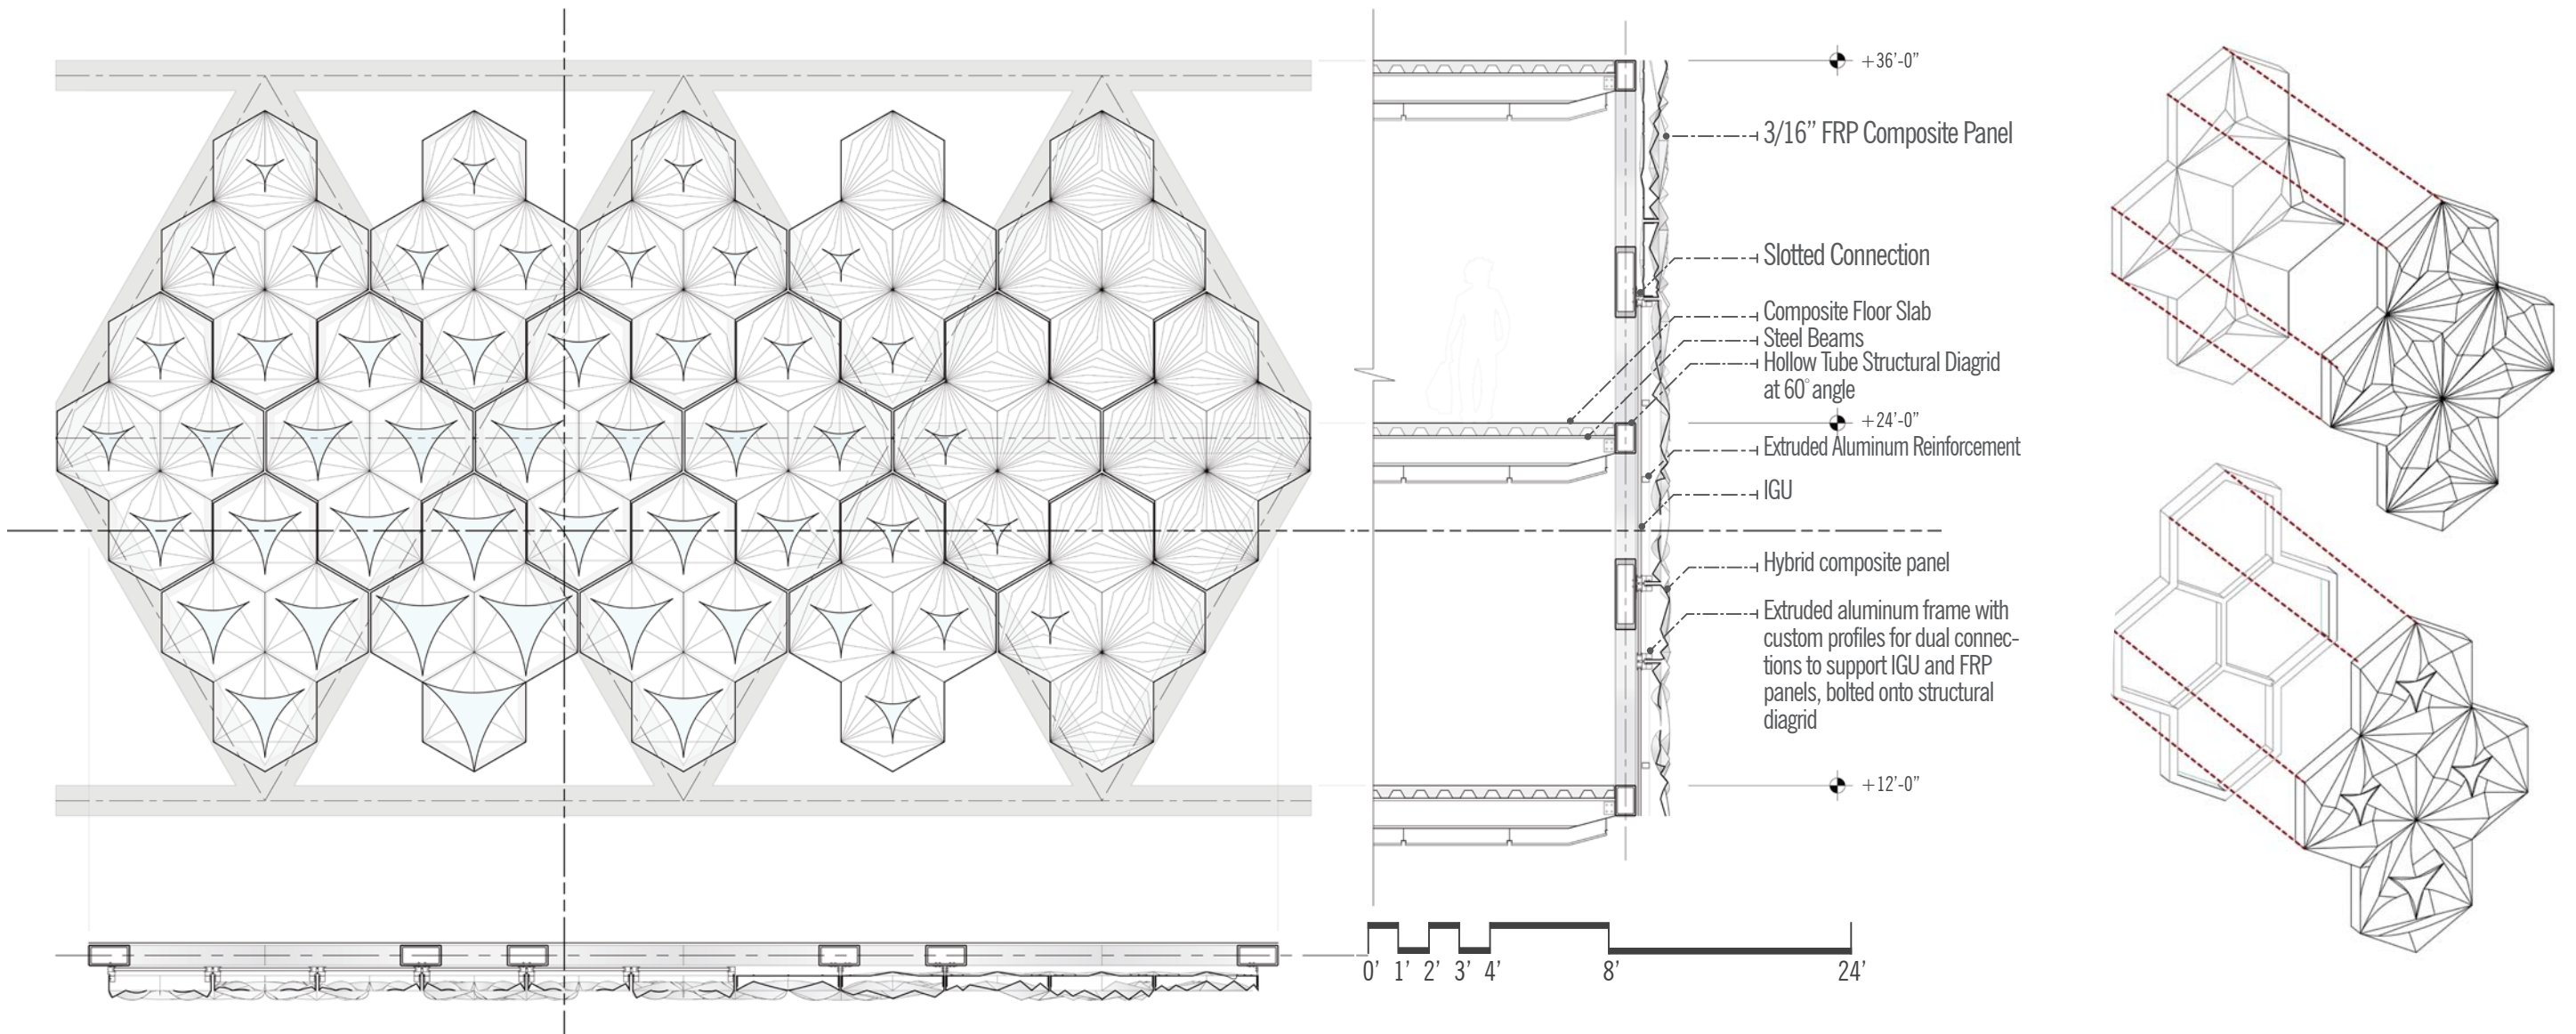 +36'-0"
3/16” FRP Composite Panel
Slotted Connection
Composite Floor Slab
Steel Beams
Hollow Tube Structural Diagrid
at 60° angle
+24'-0"
Extruded Aluminum Reinforcement
IGU
Hybrid composite panel
Extruded aluminum frame with
custom profiles for dual connec-
tions to support IGU and FRP
panels, bolted onto structural
diagrid
+12'-0"
0’ 1’ 2’ 3’ 4’ 8’ 24’